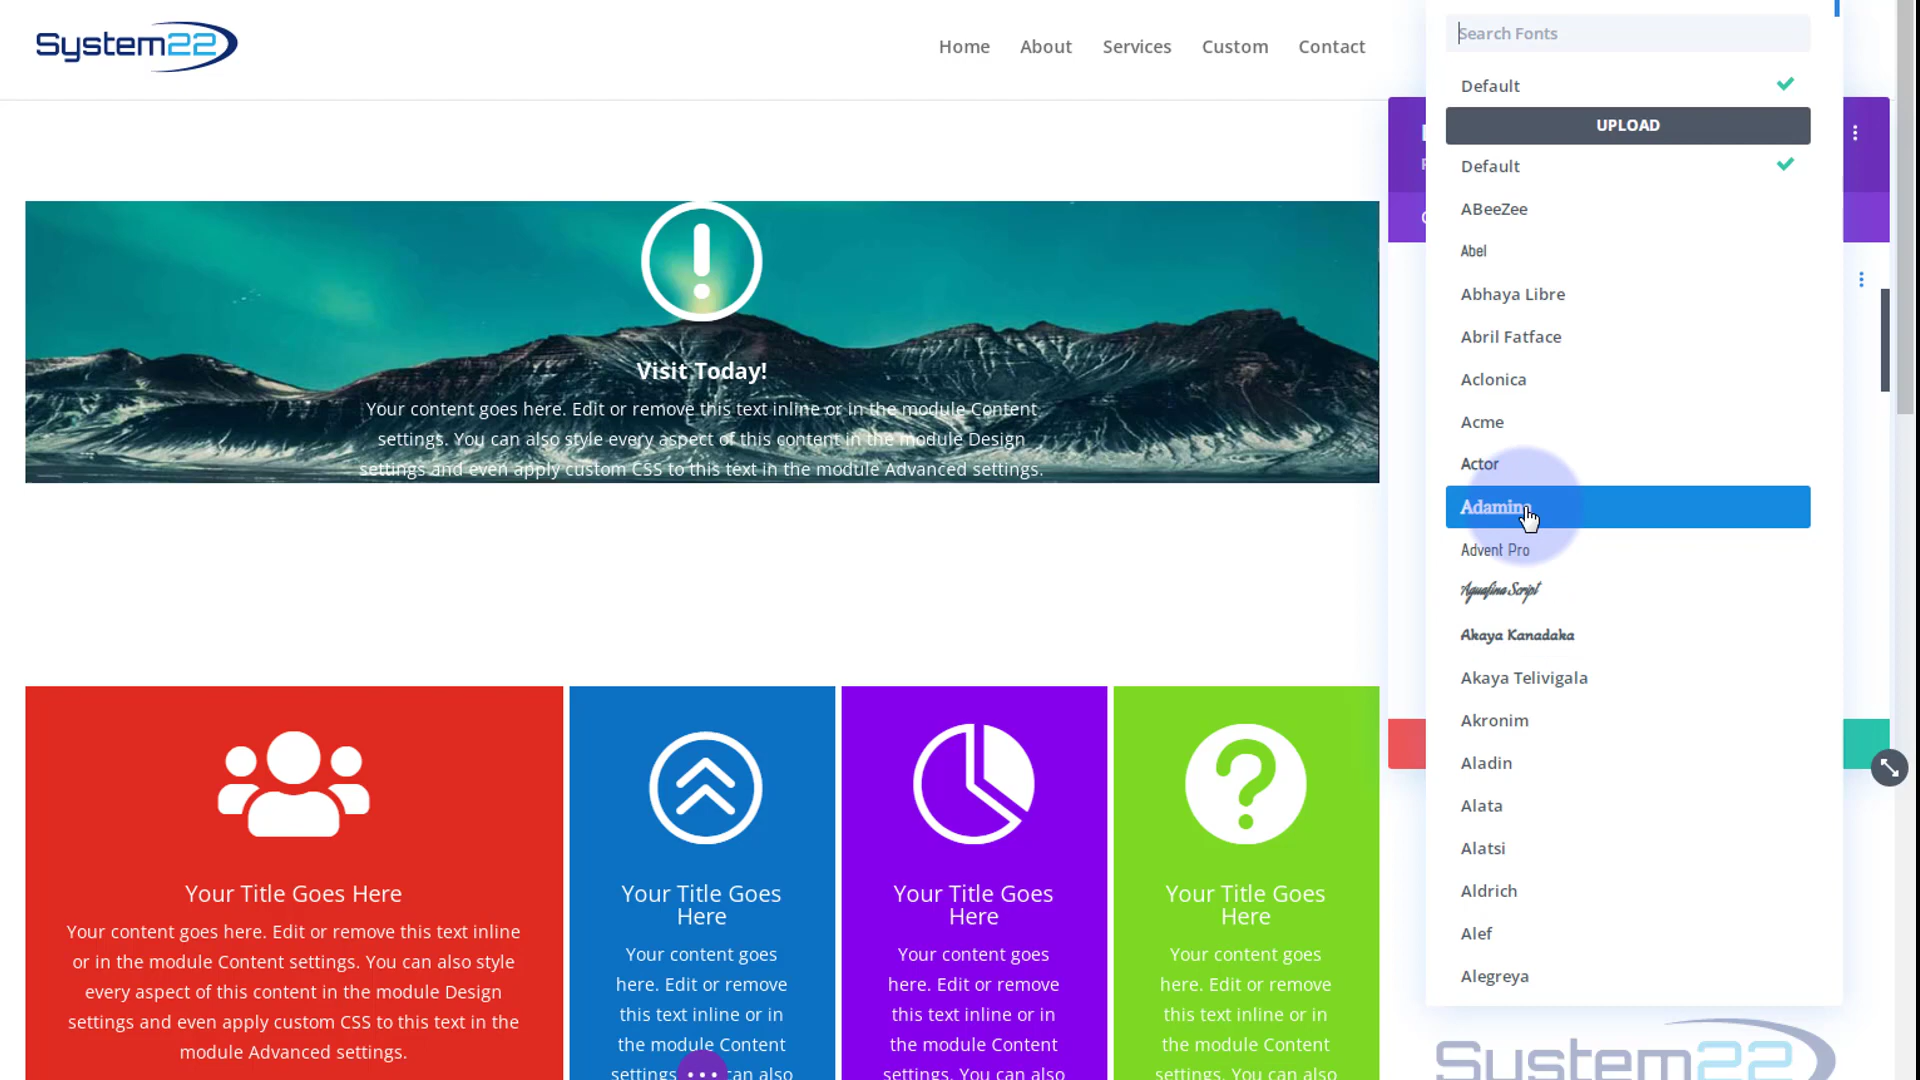 System22
Home
About
Services
Custom
Contact
Visit Today!
Your content goes here. Edit or remove this text inline or in the module Content
settings. You can also style every aspect of this content in the module Design
settings and even apply custom CSS to this text in the module Advanced settings.
Your Title Goes Here
Your content goes here. Edit or remove this text inline
or in the module Content settings. You can also style
every aspect of this content in the module Design
settings and even apply custom CSS to this text in the
module Advanced settings.
Your Title Goes
Here
Your content goes
here. Edit or remove
this text inline or in
the module Content
settings. can also
Your Title Goes
Here
Your content goes
here. Edit or remove
this text inline or in
the module Content
settings. You can also
Your Title Goes
Here
Your content goes
here. Edit or remove
this text inline or in
the module Content
settings. You can also
Search Fonts
Default
UPLOAD
Default
ABeeZee
Abel
Abhaya Libre
Abril Fatface
Aclonica
Acme
Actor
Adamina
Advent Pro
Aguafina Script
Akaya Kanadaka
Akaya Telivigala
Akronim
Aladin
Alata
Alatsi
Aldrich
Alef
Alegreya
System22